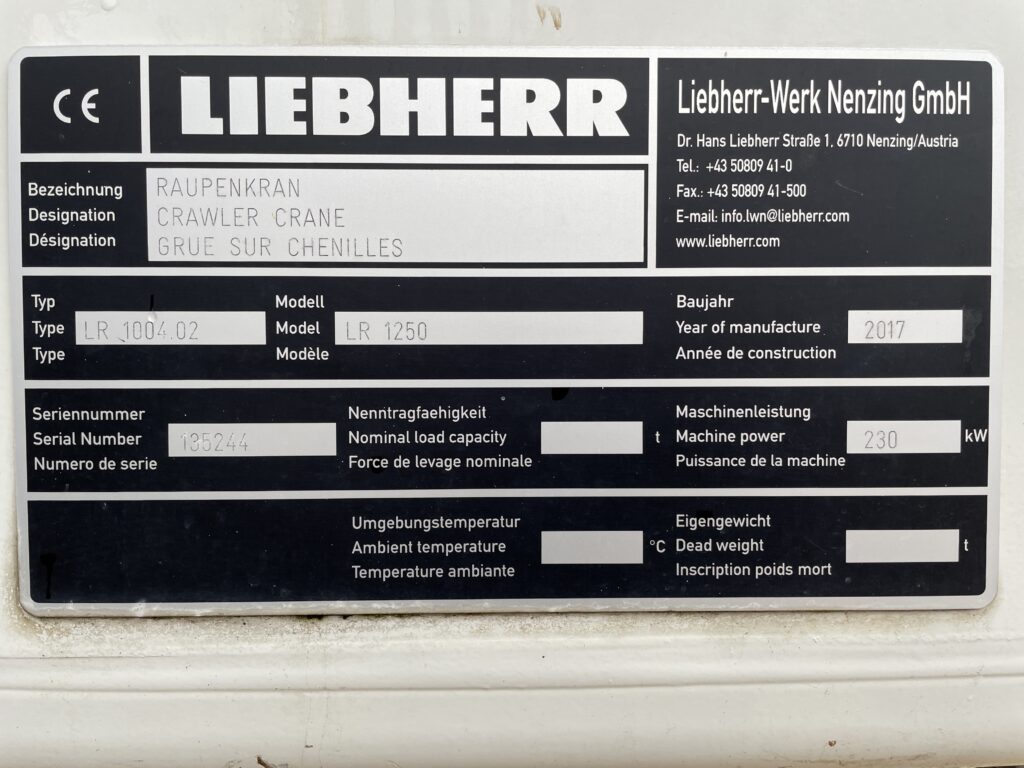 CE
LIEBHERR
Liebherr-Werk Nenzing GmbH
Dr. Hans Liebherr Straße 1, 6710 Nenzing/Austria
Tel.: +43 50809 41-0
Fax.: +43 50809 41-500
E-mail: info.lwn@liebherr.com
www.liebherr.com
Bezeichnung RAUPENKRAN
Designation CRAWLER CRANE
Désignation GRUE SUR CHENILLES
Typ
Type LR 1004.02
Type
Modell
Model LR 1250
Modèle
Baujahr
Year of manufacture 2017
Année de construction
Seriennummer
Serial Number 135244
Numero de serie
Nenntragfaehigkeit
Nominal load capacity t
Force de levage nominale
Maschinenleistung
Machine power 230 kW
Puissance de la machine
Umgebungstemperatur
Ambient temperature °C
Temperature ambiante
Eigengewicht
Dead weight t
Inscription poids mort